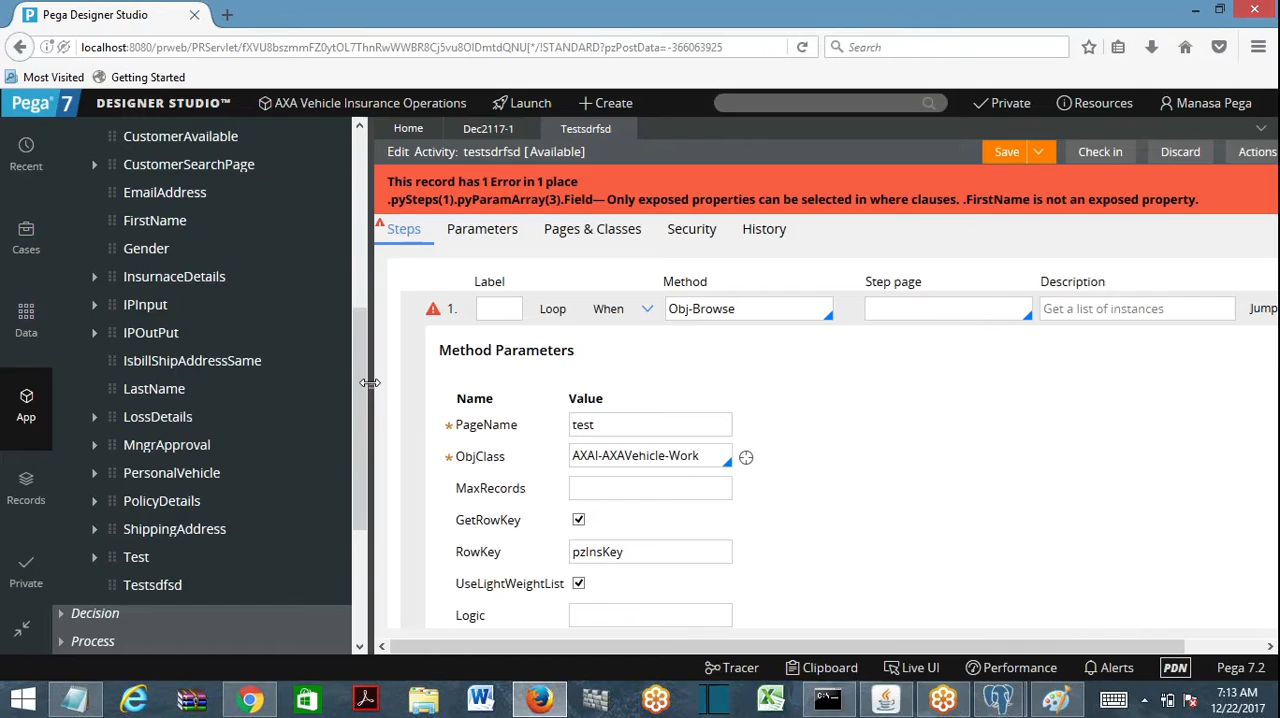 Pega Designer Studio
localhost:8080/prweb/PRServlet/fXVU8bszmmFZ0ytOL7ThnRwWWBR8Cj5vu8OIDmtdQNU[*/!STANDARD?pzPostData=-366063925
Search
Most Visited
Getting Started
Pega 7
DESIGNER STUDIO™
AXA Vehicle Insurance Operations
Launch
Create
Private
Resources
Manasa Pega
Recent
Cases
Data
App
Records
Private
CustomerAvailable
CustomerSearchPage
EmailAddress
FirstName
Gender
InsurnaceDetails
IPInput
IPOutPut
IsbillShipAddressSame
LastName
LossDetails
MngrApproval
PersonalVehicle
PolicyDetails
ShippingAddress
Test
Testsdfsd
Decision
Process
Home
Dec2117-1
Testsdrfsd
Edit Activity: testsdrfsd [Available]
Save
Check in
Discard
Actions
This record has 1 Error in 1 place
.pySteps(1).pyParamArray(3).Field— Only exposed properties can be selected in where clauses. .FirstName is not an exposed property.
Steps
Parameters
Pages & Classes
Security
History
Label
Method
Step page
Description
1.
Loop
When
Obj-Browse
Get a list of instances
Jump
Method Parameters
Name
Value
*PageName
test
*ObjClass
AXAI-AXAVehicle-Work
MaxRecords
GetRowKey
RowKey
pzInsKey
UseLightWeightList
Logic
Tracer
Clipboard
Live UI
Performance
Alerts
PDN
Pega 7.2
7:13 AM
12/22/2017